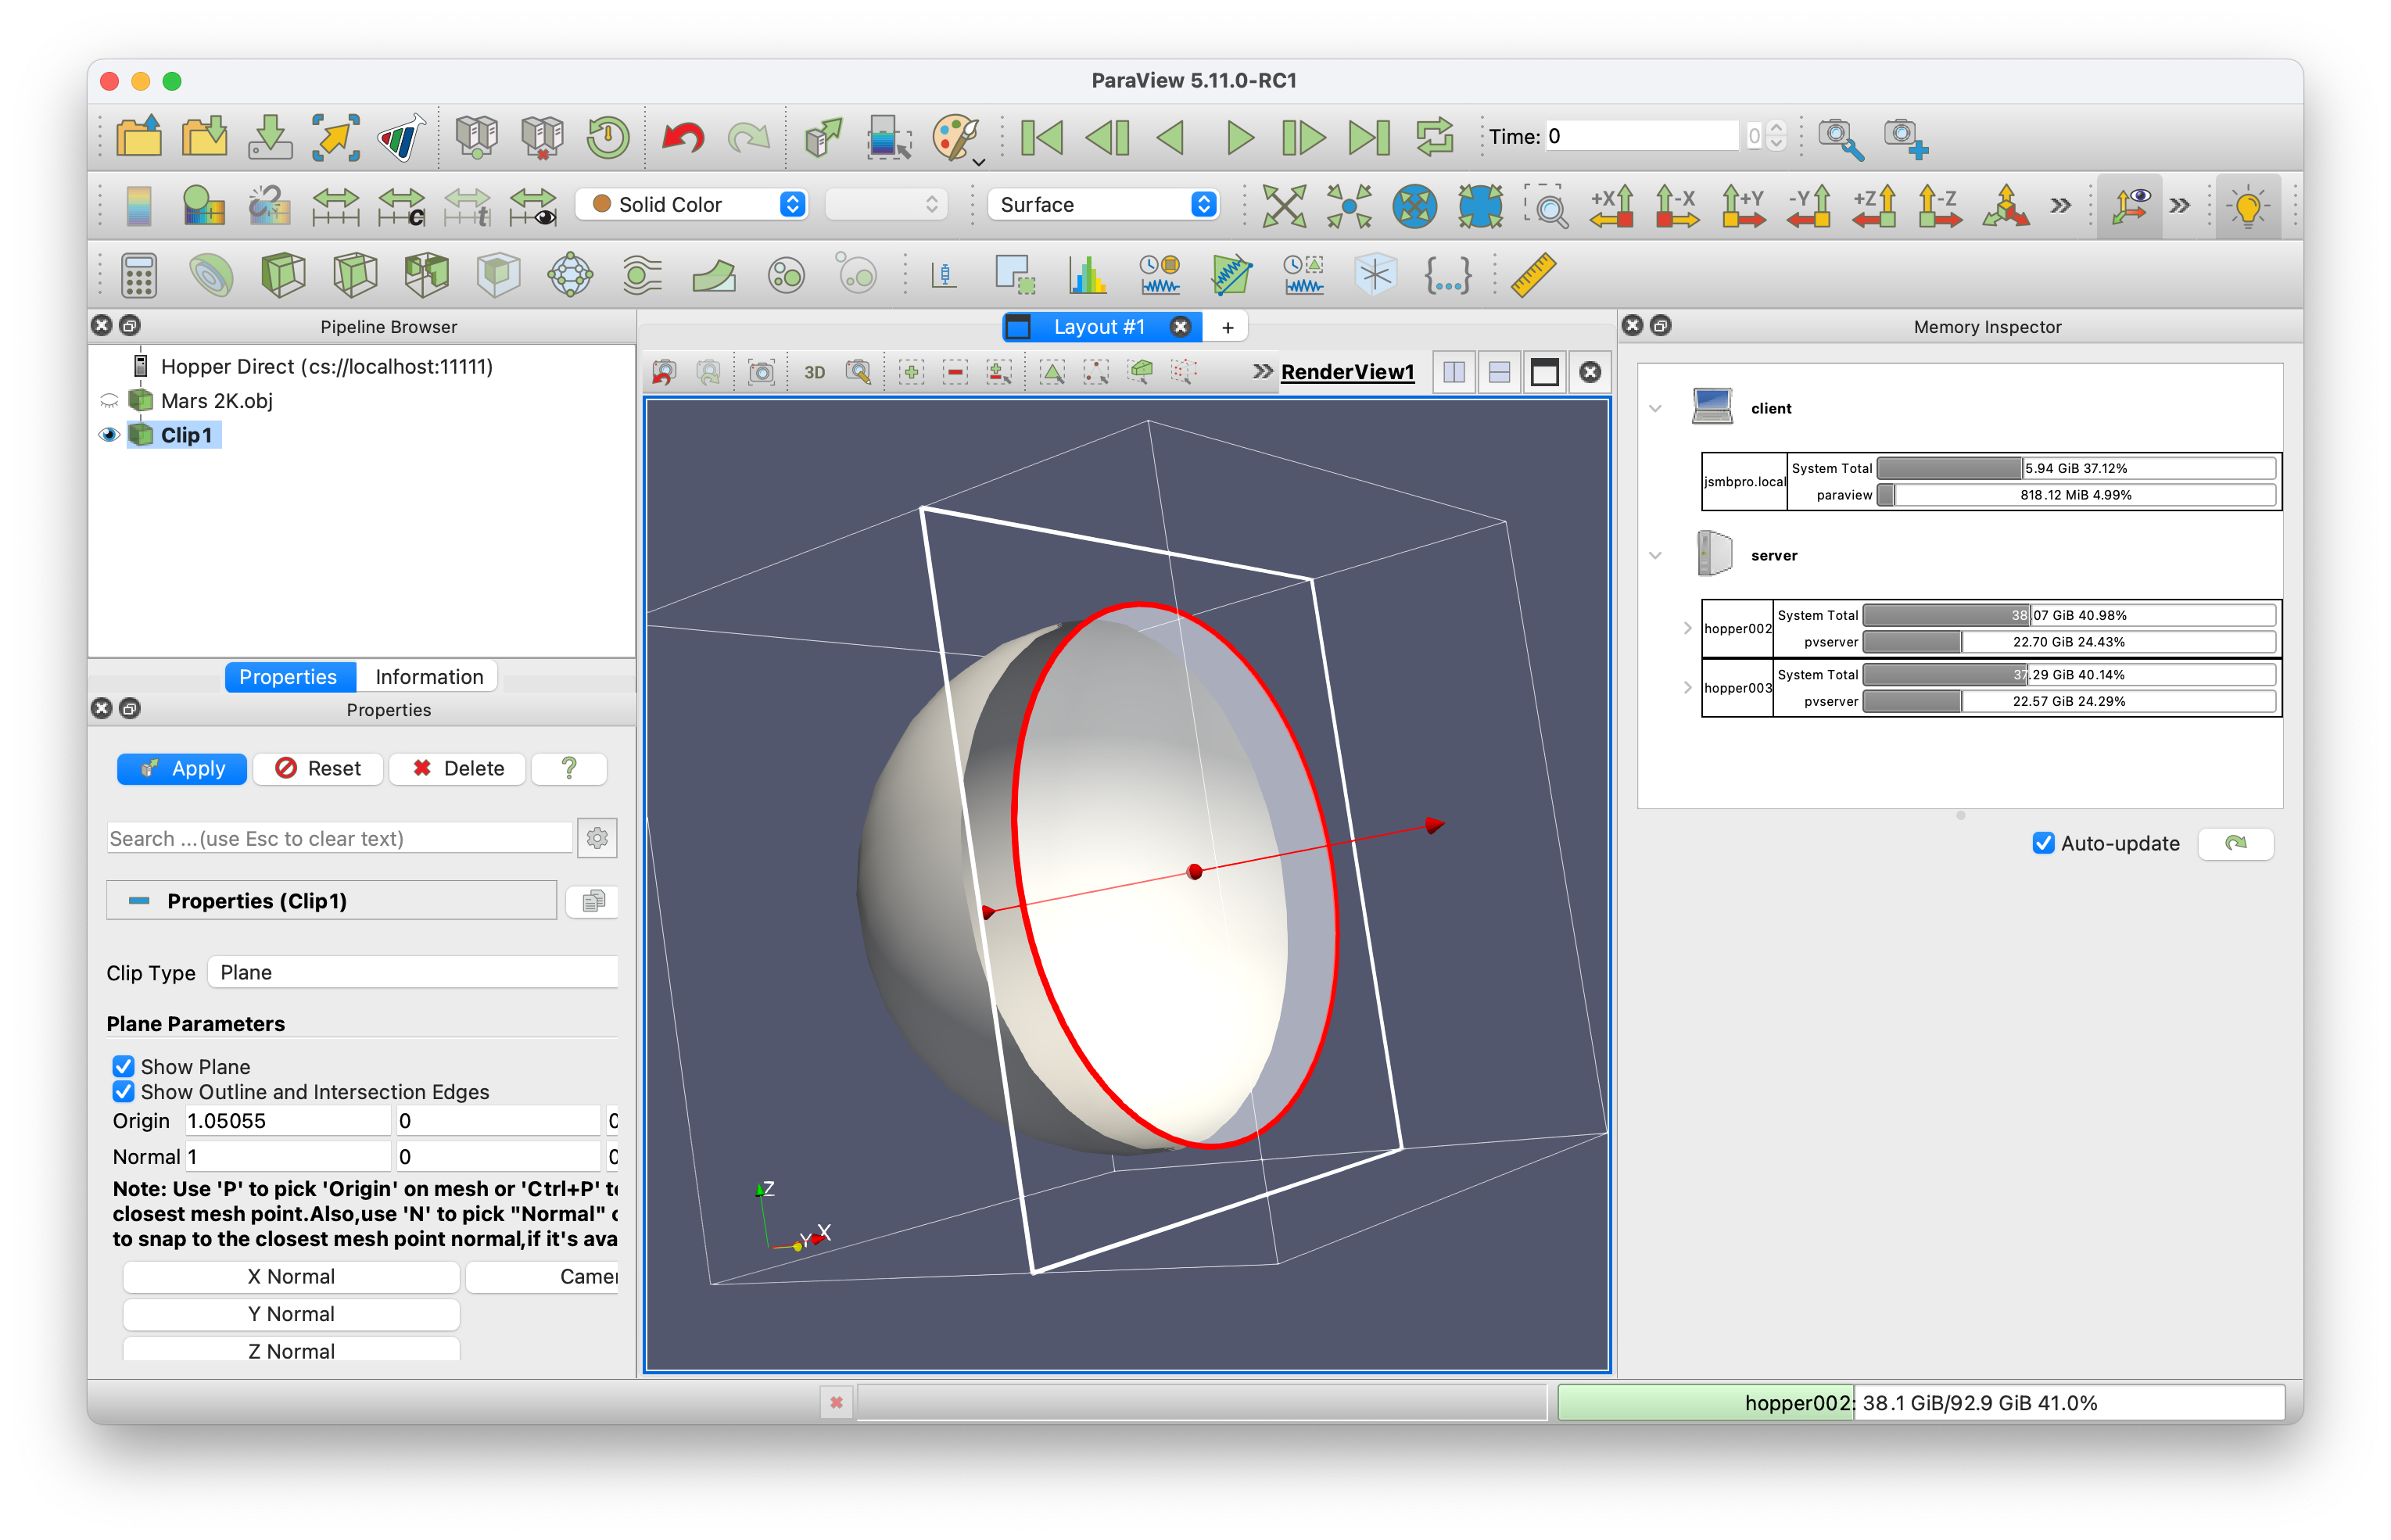 ParaView 5.11.0-RC1
Time: 0
0
c
t
Solid Color
Surface
+X
-X
+Y
-Y
+Z
-Z
Pipeline Browser
Hopper Direct (cs://localhost:11111)
Mars 2K.obj
Clip1
Properties
Information
Properties
Apply
Reset
Delete
?
Search ...(use Esc to clear text)
Properties (Clip1)
Clip Type
Plane
Plane Parameters
Show Plane
Show Outline and Intersection Edges
Origin 1.05055 0 0
Normal 1 0 0
Note: Use 'P' to pick 'Origin' on mesh or 'Ctrl+P' t
closest mesh point.Also,use 'N' to pick "Normal"
to snap to the closest mesh point normal,if it's ava
X Normal
Camer
Y Normal
Z Normal
Layout #1
+
3D
RenderView1
Z
Y
X
Memory Inspector
client
jsmbpro.local
System Total 5.94 GiB 37.12%
paraview 818.12 MiB 4.99%
server
hopper002
System Total 38.07 GiB 40.98%
pvserver 22.70 GiB 24.43%
hopper003
System Total 37.29 GiB 40.14%
pvserver 22.57 GiB 24.29%
Auto-update
hopper002: 38.1 GiB/92.9 GiB 41.0%